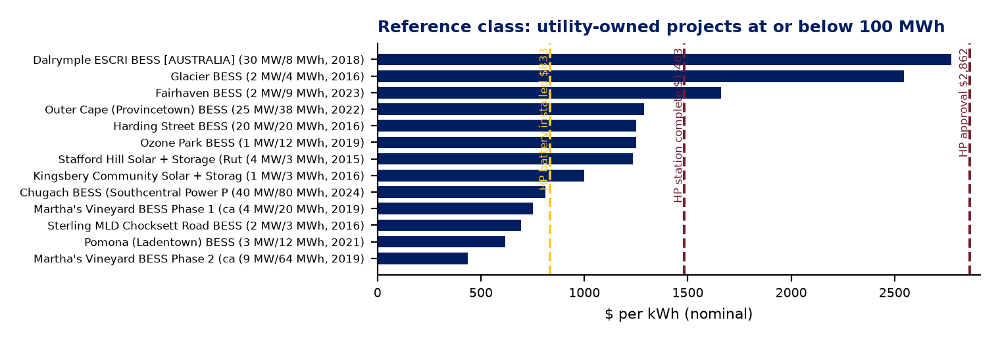 Reference class: utility-owned projects at or below 100 MWh
Dalrymple ESCRI BESS [AUSTRALIA] (30 MW/8 MWh, 2018)
Glacier BESS (2 MW/4 MWh, 2016)
Fairhaven BESS (2 MW/9 MWh, 2023)
Outer Cape (Provincetown) BESS (25 MW/38 MWh, 2022)
Harding Street BESS (20 MW/20 MWh, 2016)
Ozone Park BESS (1 MW/12 MWh, 2019)
Stafford Hill Solar + Storage (Rut (4 MW/3 MWh, 2015)
Kingsbery Community Solar + Storag (1 MW/3 MWh, 2016)
Chugach BESS (Southcentral Power P (40 MW/80 MWh, 2024)
Martha's Vineyard BESS Phase 1 (ca (4 MW/20 MWh, 2019)
Sterling MLD Chocksett Road BESS (2 MW/3 MWh, 2016)
Pomona (Ladentown) BESS (3 MW/12 MWh, 2021)
Martha's Vineyard BESS Phase 2 (ca (9 MW/64 MWh, 2019)
HP battery installed $833
HP station complete $1,483
HP approval $2,862
0 500 1000 1500 2000 2500
$ per kWh (nominal)